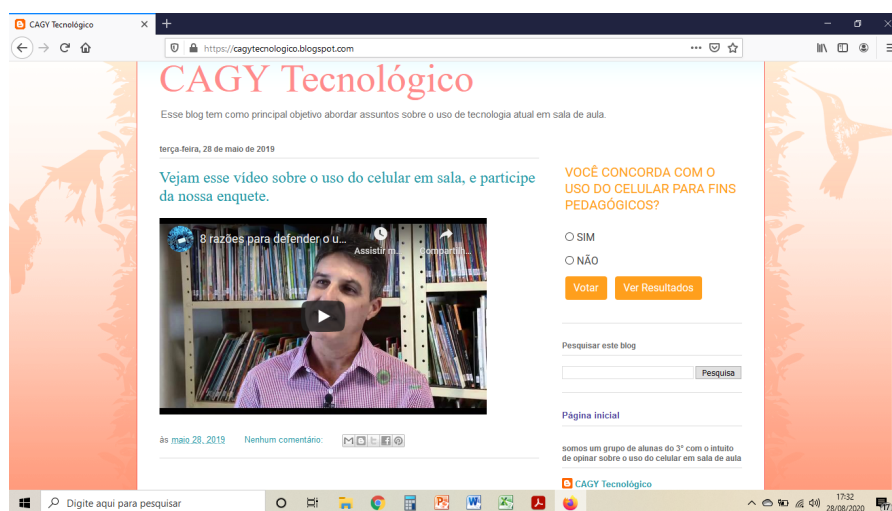 CAGY Tecnológico
https://cagytecnologico.blogspot.com
CAGY Tecnológico
Esse blog tem como principal objetivo abordar assuntos sobre o uso de tecnologia atual em sala de aula.
terça-feira, 28 de maio de 2019
Vejam esse vídeo sobre o uso do celular em sala, e participe
da nossa enquete.
8 razões para defender o u...
Assistir m...
Compartilh...
às maio 28, 2019
Nenhum comentário:
VOCÊ CONCORDA COM O
USO DO CELULAR PARA FINS
PEDAGÓGICOS?
SIM
NÃO
Votar
Ver Resultados
Pesquisar este blog
Pesquisa
Página inicial
somos um grupo de alunas do 3° com o intuito
de opinar sobre o uso do celular em sala de aula
CAGY Tecnológico
Digite aqui para pesquisar
17:32
28/08/2020